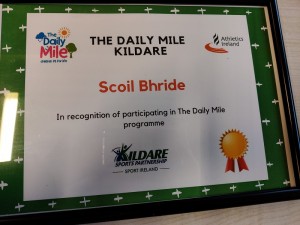 The
Daily
Mile
THE DAILY MILE
KILDARE
Athletics
Ireland
Scoil Bhride
In recognition of participating in The Daily Mile
programme
KILDARE
SPORTS PARTNERSHIP
SPORT IRELAND